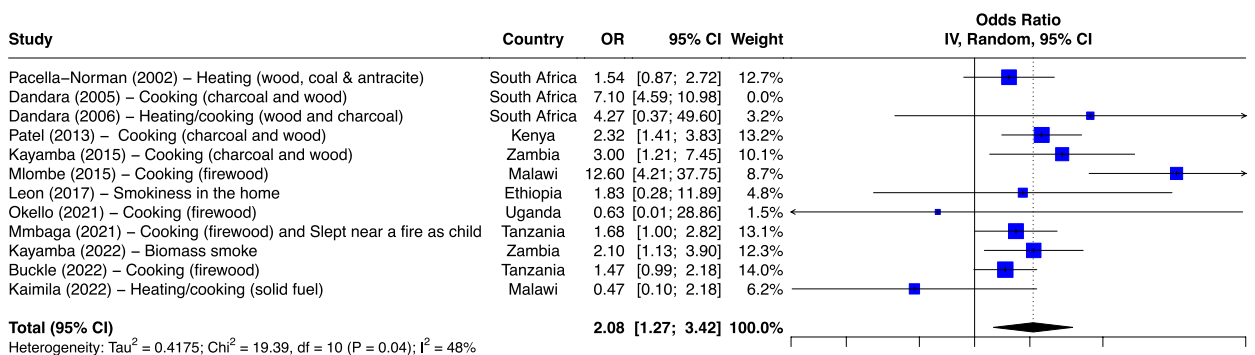 Odds Ratio
Study Country OR 95% CI Weight IV, Random, 95% CI
Pacella−Norman (2002) − Heating (wood, coal & antracite) South Africa 1.54 [0.87; 2.72] 12.7%
Dandara (2005) − Cooking (charcoal and wood) South Africa 7.10 [4.59; 10.98] 0.0%
Dandara (2006) − Heating/cooking (wood and charcoal) South Africa 4.27 [0.37; 49.60] 3.2%
Patel (2013) − Cooking (charcoal and wood) Kenya 2.32 [1.41; 3.83] 13.2%
Kayamba (2015) − Cooking (charcoal and wood) Zambia 3.00 [1.21; 7.45] 10.1%
Mlombe (2015) − Cooking (firewood) Malawi 12.60 [4.21; 37.75] 8.7%
Leon (2017) − Smokiness in the home Ethiopia 1.83 [0.28; 11.89] 4.8%
Okello (2021) − Cooking (firewood) Uganda 0.63 [0.01; 28.86] 1.5%
Mmbaga (2021) − Cooking (firewood) and Slept near a fire as child Tanzania 1.68 [1.00; 2.82] 13.1%
Kayamba (2022) − Biomass smoke Zambia 2.10 [1.13; 3.90] 12.3%
Buckle (2022) − Cooking (firewood) Tanzania 1.47 [0.99; 2.18] 14.0%
Kaimila (2022) − Heating/cooking (solid fuel) Malawi 0.47 [0.10; 2.18] 6.2%
Total (95% CI) 2.08 [1.27; 3.42] 100.0%
Heterogeneity: Tau² = 0.4175; Chi² = 19.39, df = 10 (P = 0.04); I² = 48%